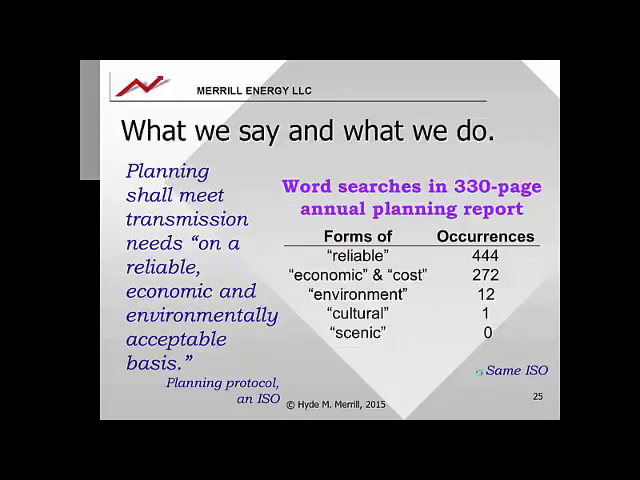 MERRILL ENERGY LLC
What we say and what we do.
Planning
shall meet
transmission
needs “on a
reliable,
economic and
environmentally
acceptable
basis.”
Planning protocol,
an ISO
Word searches in 330-page
annual planning report
Forms of Occurrences
“reliable” 444
“economic” & “cost” 272
“environment” 12
“cultural” 1
“scenic” 0
Same ISO
© Hyde M. Merrill, 2015
25